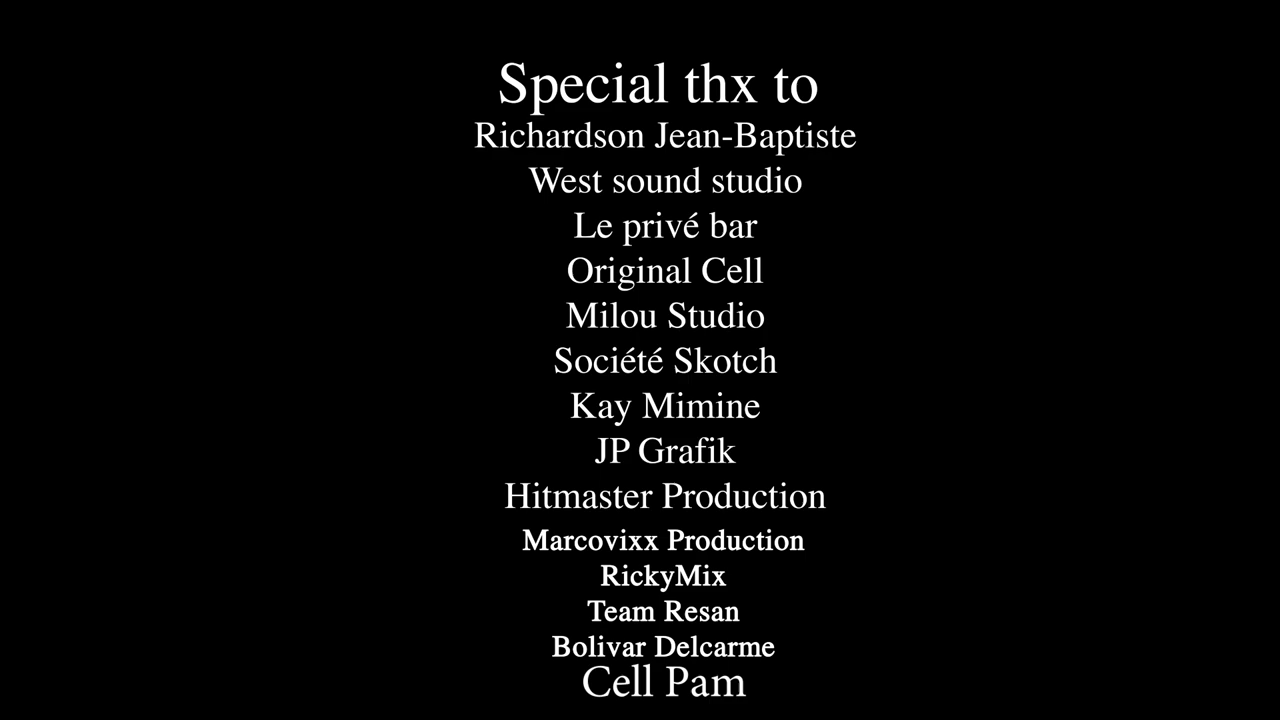 Special thx to
Richardson Jean-Baptiste
West sound studio
Le privé bar
Original Cell
Milou Studio
Société Skotch
Kay Mimine
JP Grafik
Hitmaster Production
Marcovixx Production
RickyMix
Team Resan
Bolivar Delcarme
Cell Pam